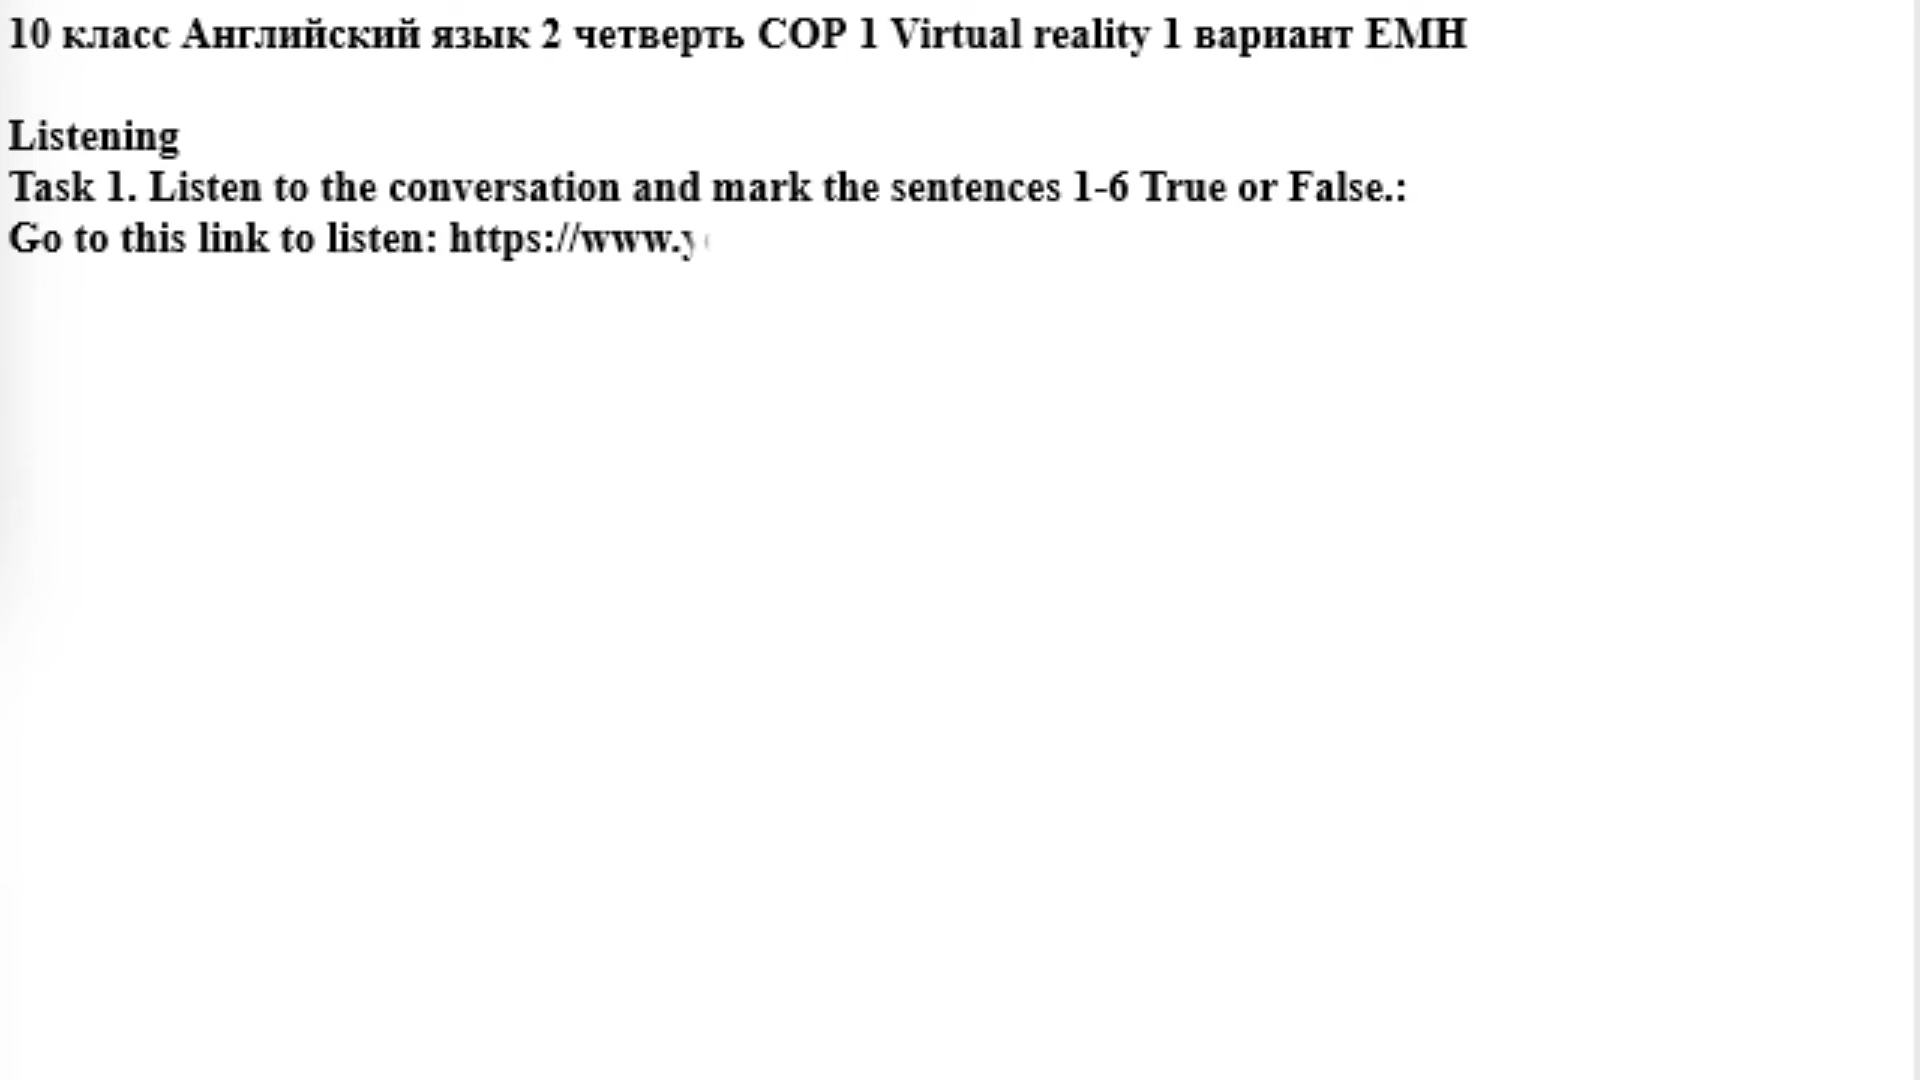 10 класс Английский язык 2 четверть СОР 1 Virtual reality 1 вариант ЕМН
Listening
Task 1. Listen to the conversation and mark the sentences 1-6 True or False.:
Go to this link to listen: https://www.y